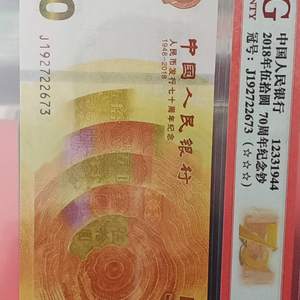 0
J192722673
中国人民银行
人民币发行七十周年纪念
1948-2018
G
NTY
中国人民银行 12331944
2018年伍拾圆 70周年纪念钞
冠号: J192722673 (☆☆☆)